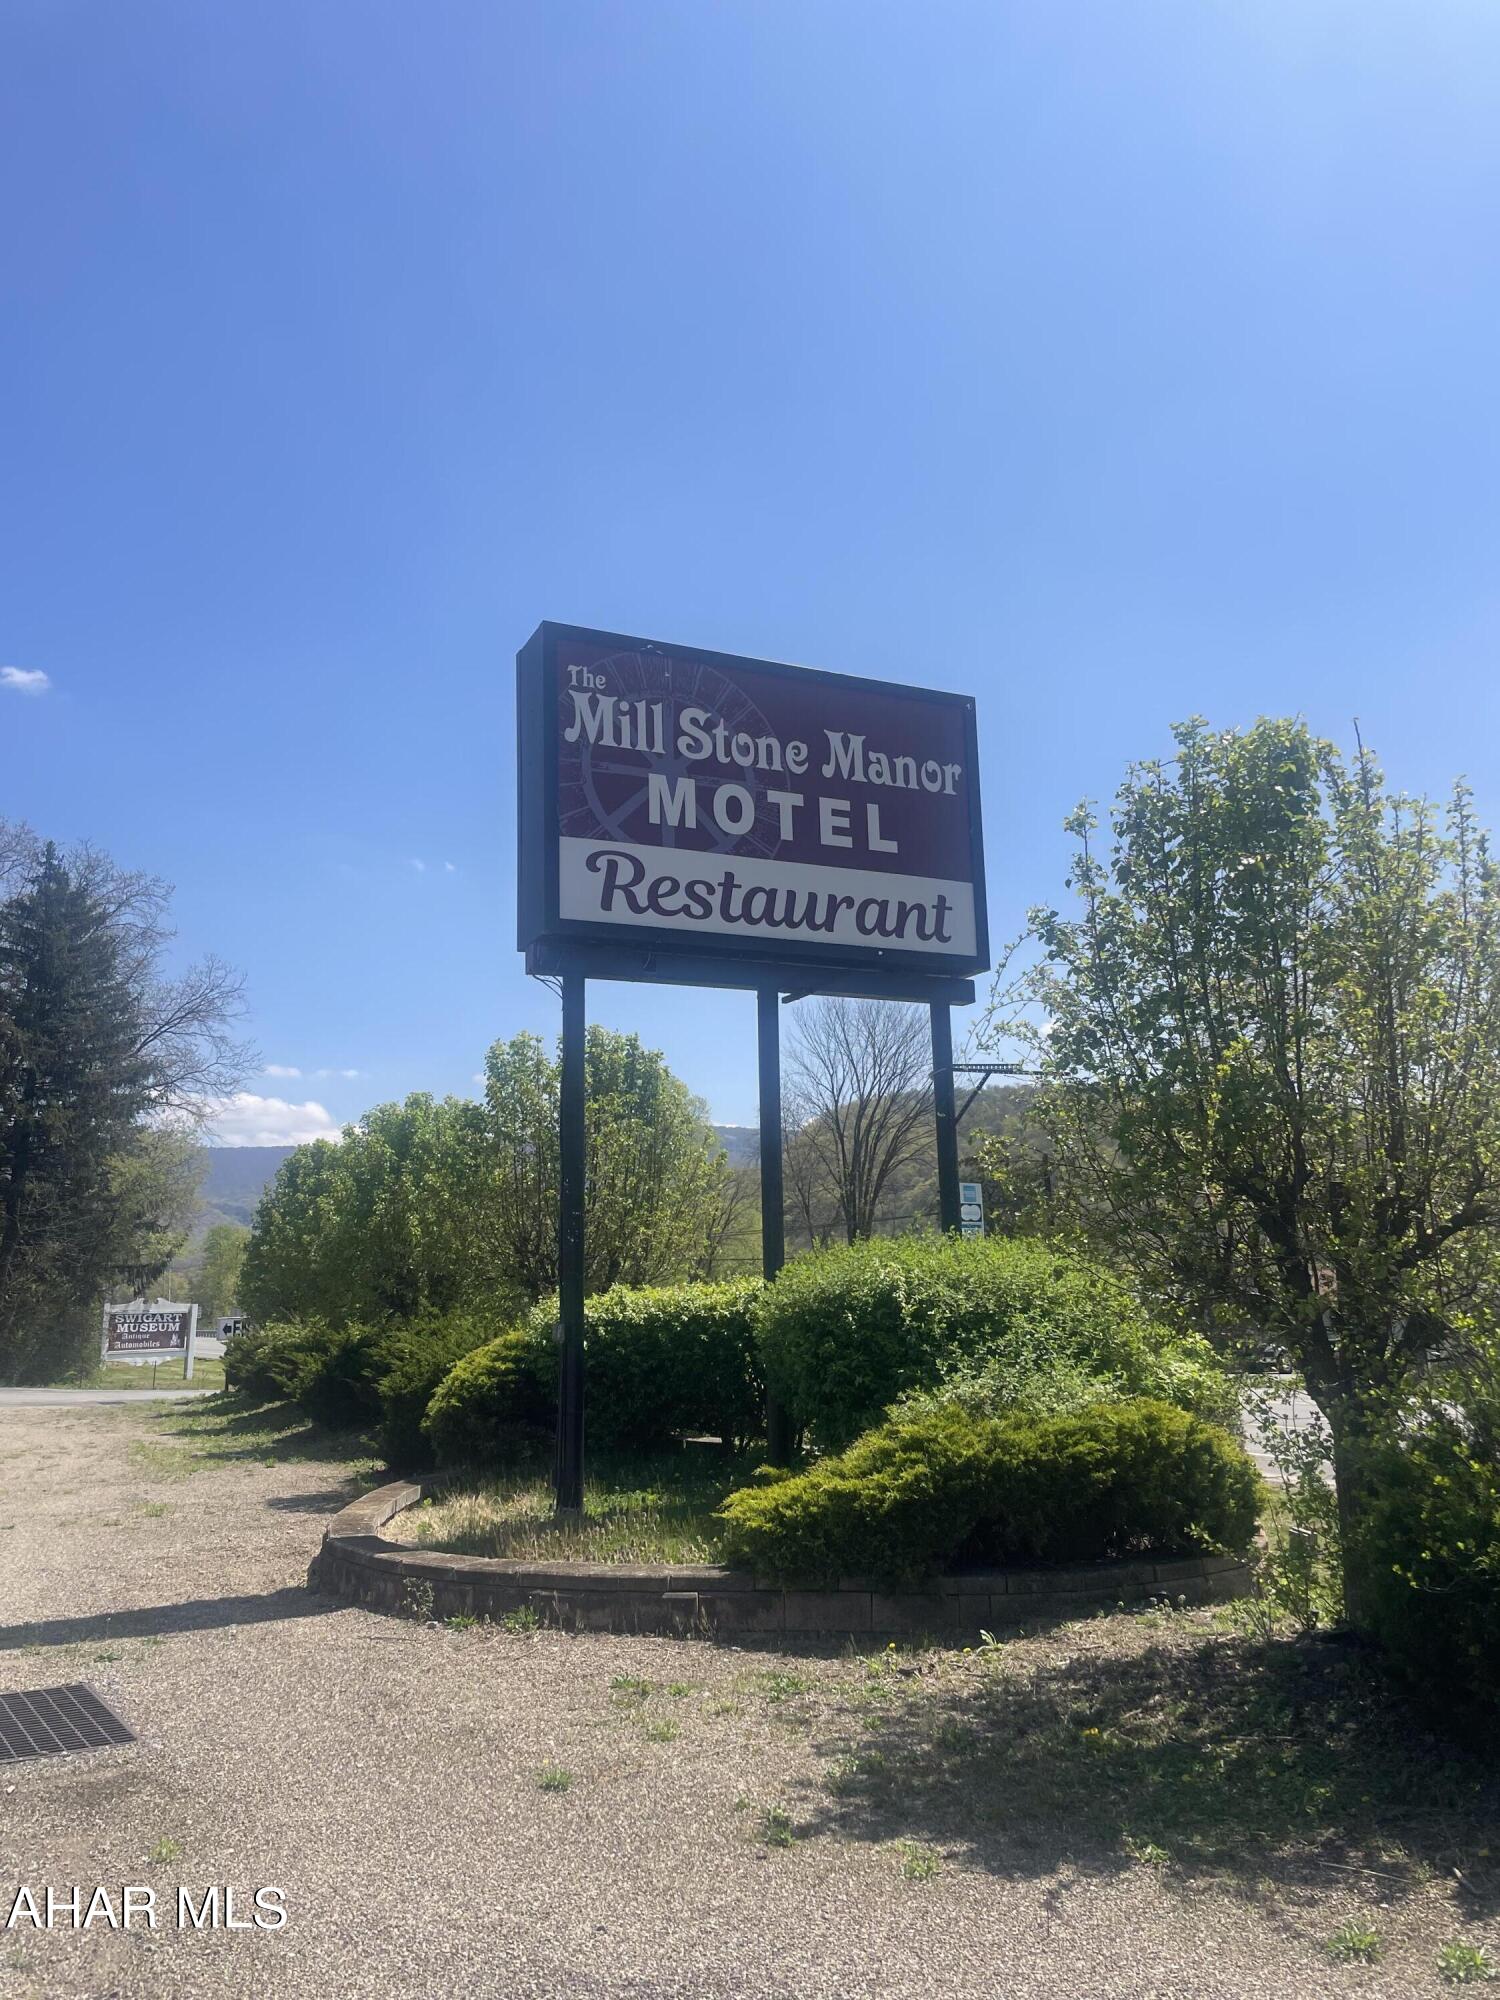 The
Mill Stone Manor
MOTEL
Restaurant
SWIGART
MUSEUM
Antique
Automobiles
AHAR MLS